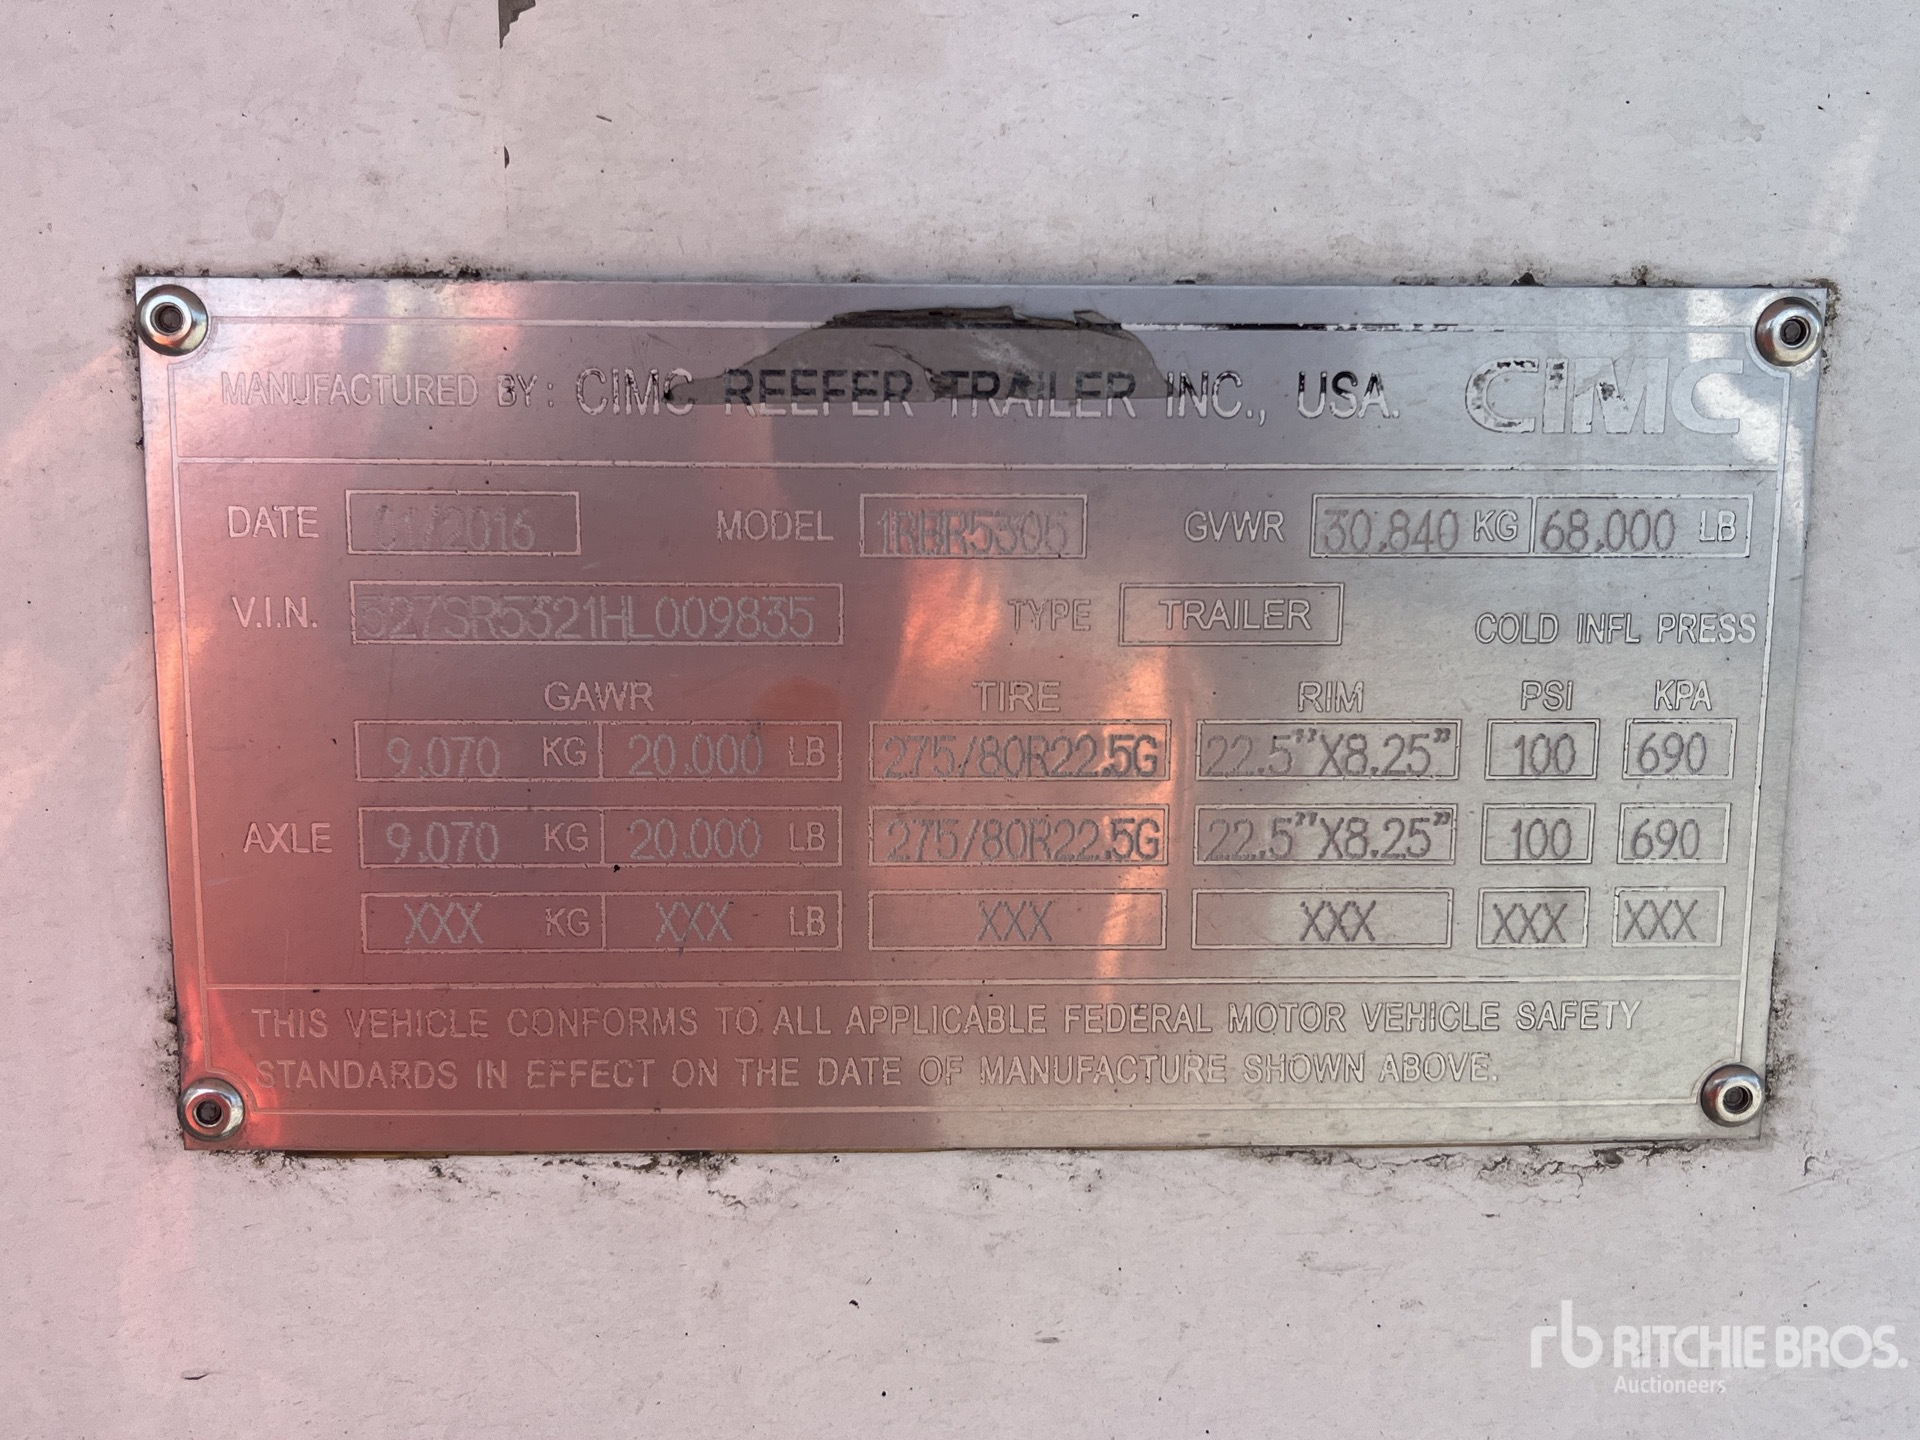 MANUFACTURED BY: CIMC REEFER TRAILER INC., USA. CIMC
DATE 01/2016 MODEL 1RBR5305 GVWR 30,840 KG 68,000 LB
V.I.N. 527SR5321HL009835 TYPE TRAILER COLD INFL PRESS
GAWR TIRE RIM PSI KPA
9,070 KG 20,000 LB 275/80R22.5G 22.5"X8.25" 100 690
AXLE 9,070 KG 20,000 LB 275/80R22.5G 22.5"X8.25" 100 690
XXX KG XXX LB XXX XXX XXX XXX
THIS VEHICLE CONFORMS TO ALL APPLICABLE FEDERAL MOTOR VEHICLE SAFETY
STANDARDS IN EFFECT ON THE DATE OF MANUFACTURE SHOWN ABOVE.
rb RITCHIE BROS.
Auctioneers